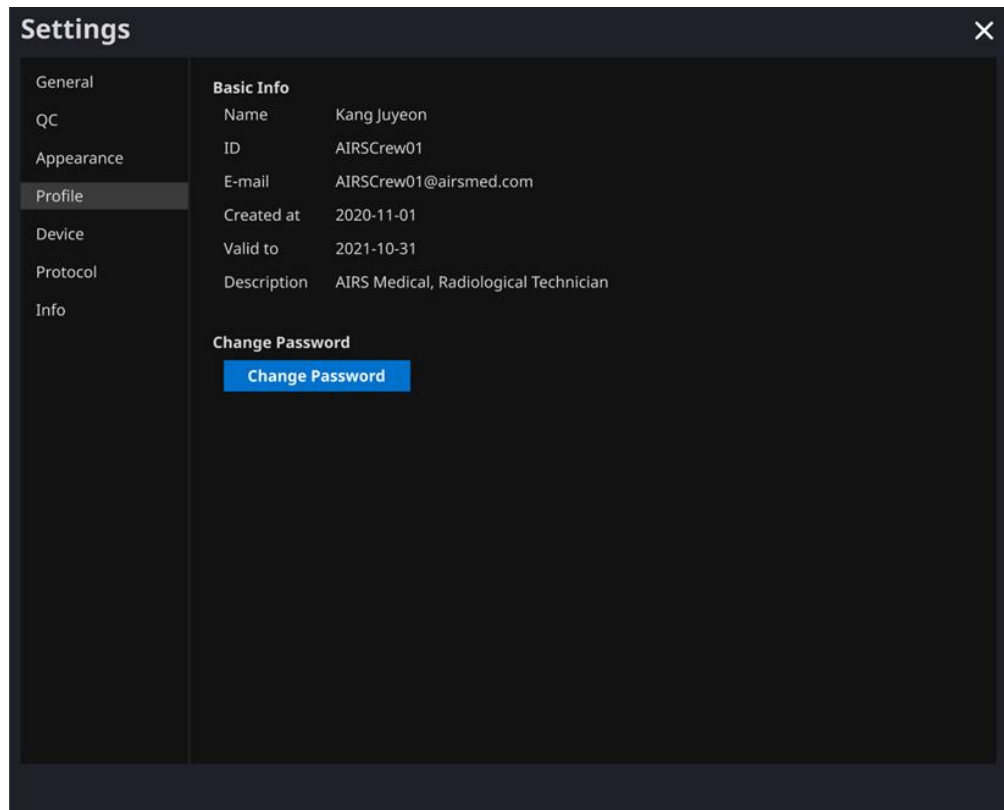 Settings
General
QC
Appearance
Profile
Device
Protocol
Info
Basic Info
Name Kang Juyeon
ID AIRSCrew01
E-mail AIRSCrew01@airsmed.com
Created at 2020-11-01
Valid to 2021-10-31
Description AIRS Medical, Radiological Technician
Change Password
Change Password